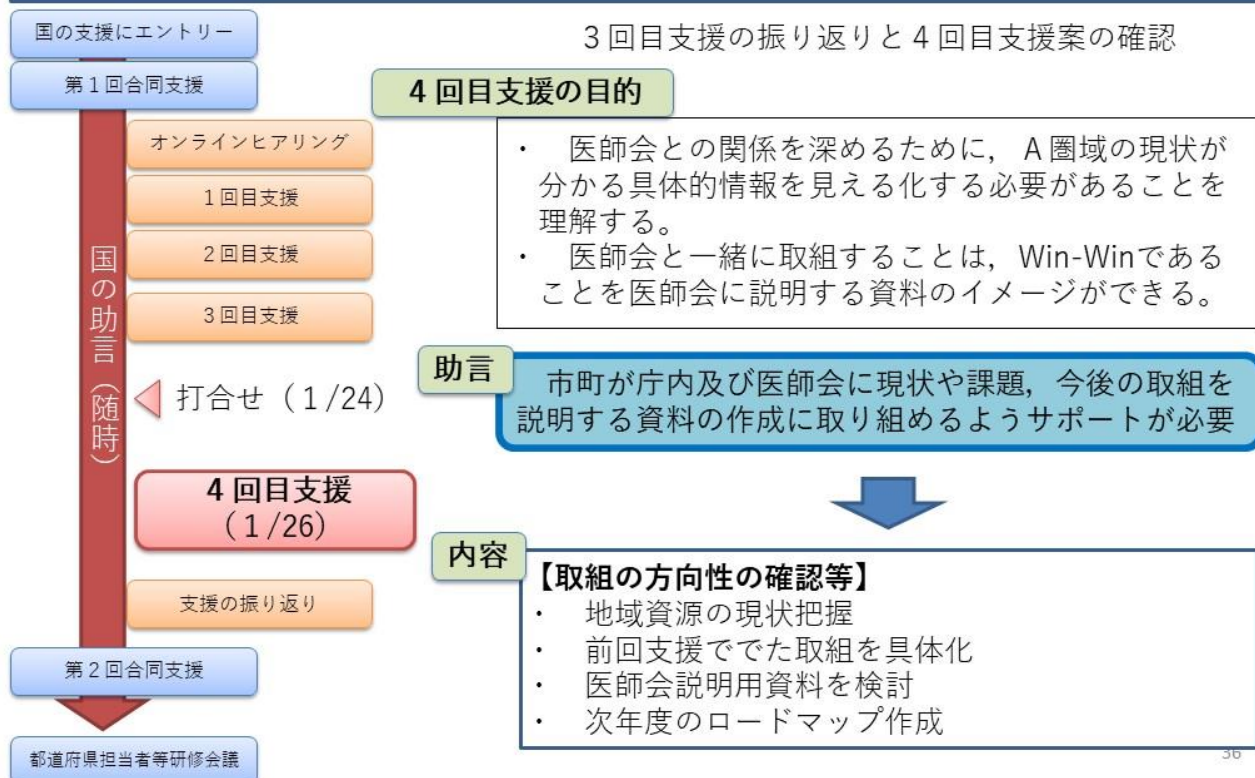 国の支援にエントリー
第１回合同支援
オンラインヒアリング
１回目支援
２回目支援
３回目支援
国の助言（随時）
打合せ（１/24）
４回目支援
（１/26）
支援の振り返り
第２回合同支援
都道府県担当者等研修会議
３回目支援の振り返りと４回目支援案の確認
４回目支援の目的
・　医師会との関係を深めるために，Ａ圏域の現状が
分かる具体的情報を見える化する必要があることを
理解する。
・　医師会と一緒に取組することは，Win-Winである
ことを医師会に説明する資料のイメージができる。
助言
市町が庁内及び医師会に現状や課題，今後の取組を
説明する資料の作成に取り組めるようサポートが必要
内容
【取組の方向性の確認等】
・　地域資源の現状把握
・　前回支援ででた取組を具体化
・　医師会説明用資料を検討
・　次年度のロードマップ作成
36